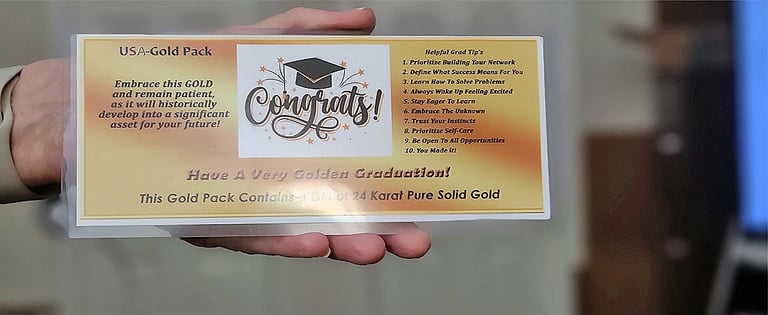 USA-Gold Pack
Embrace this GOLD
and remain patient,
as it will historically
develop into a significant
asset for your future!
Congrats!
Helpful Grad Tip's
1. Prioritize Building Your Network
2. Define What Success Means For You
3. Learn How To Solve Problems
4. Always Wake Up Feeling Excited
5. Stay Eager To Learn
6. Embrace The Unknown
7. Trust Your Instincts
8. Prioritize Self-Care
9. Be Open To All Opportunities
10. You Made it!
Have A Very Golden Graduation!
This Gold Pack Contains of 24 Karat Pure Solid Gold